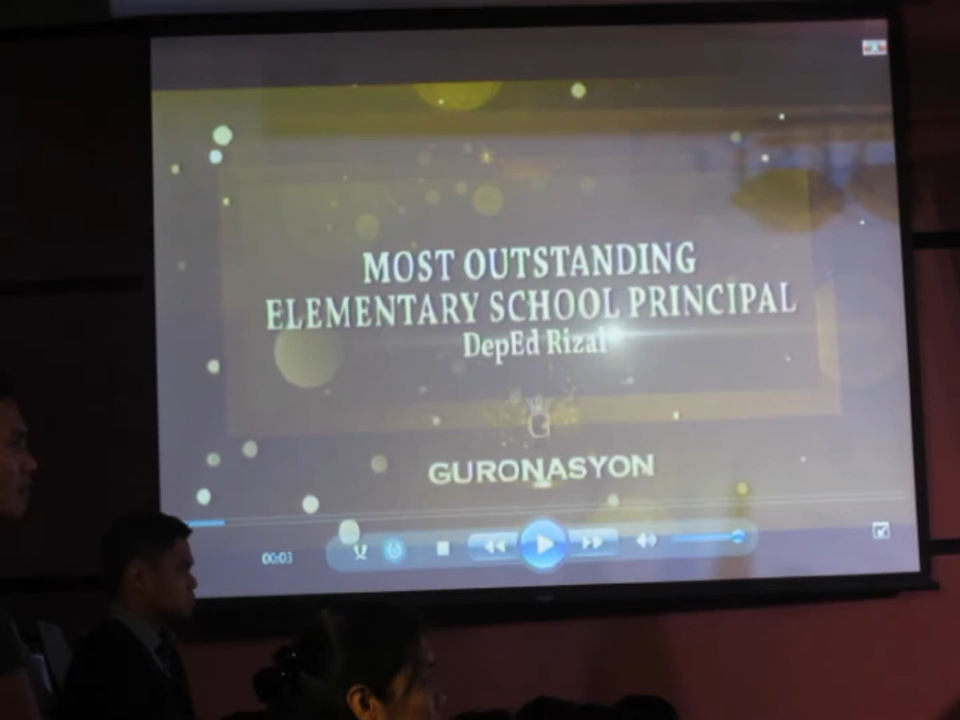 MOST OUTSTANDING
ELEMENTARY SCHOOL PRINCIPAL
DepEd Rizal
GURONASYON
00:03